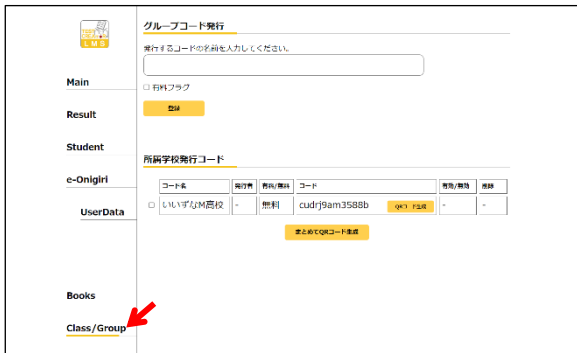 LMS
Main
Result
Student
e-Onigiri
UserData
Books
Class/Group
グループコード発行
発行するコードの名前を入力してください。
有料フラグ
登録
所属学校発行コード
コード名 発行者 有料/無料 コード 有効/無効 削除
いいずなM高校 - 無料 cudrj9am3588b QRコード生成 - -
まとめてQRコード生成